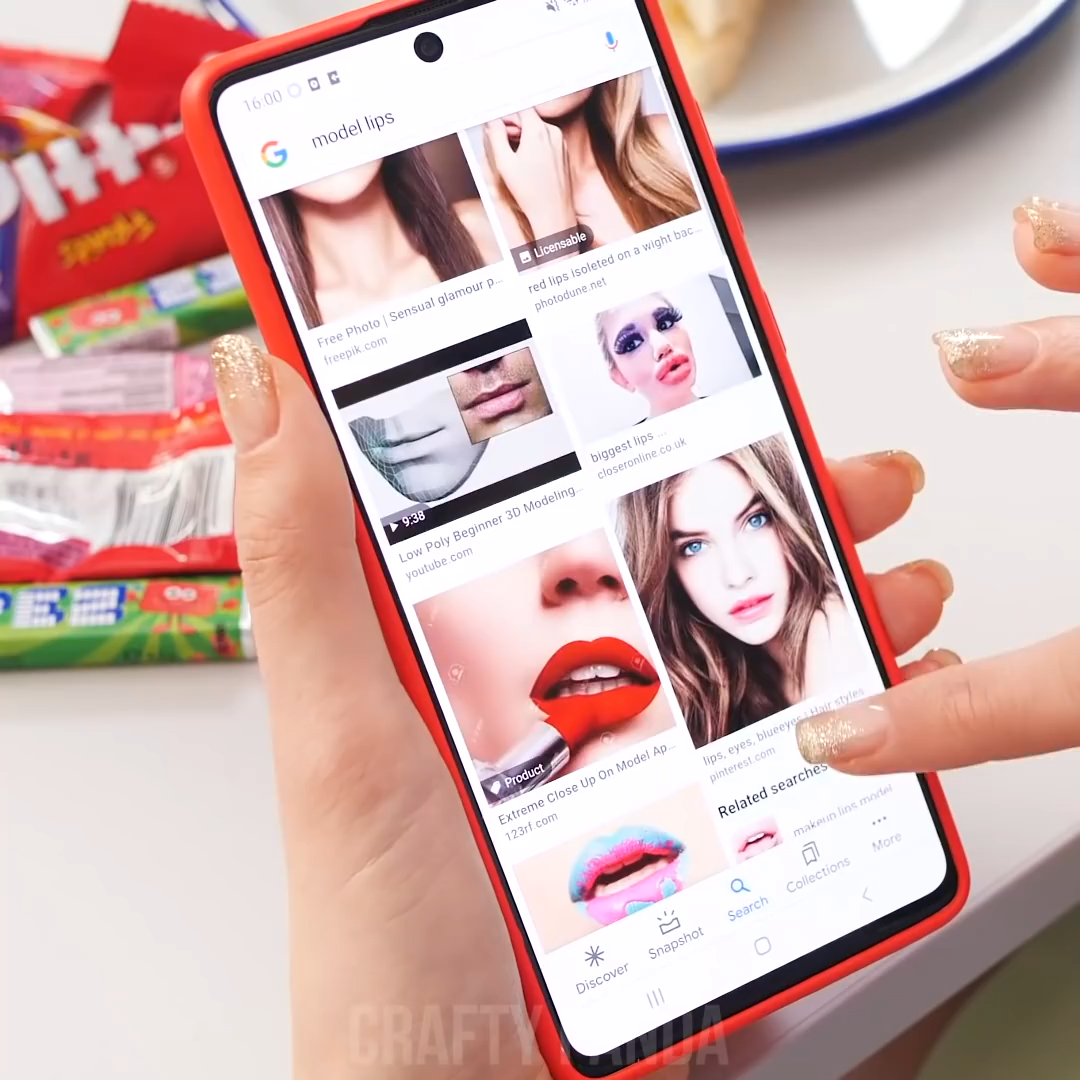 16:00
model lips
Licensable
Free Photo | Sensual glamour p...
freepik.com
red lips isoleted on a wight bac...
photodune.net
9:38
Low Poly Beginner 3D Modeling...
youtube.com
biggest lips ...
closeronline.co.uk
Product
Extreme Close Up On Model Ap...
123rf.com
lips, eyes, blueeyes | Hair styles
pinterest.com
Related searches
makeup lips model
Discover
Snapshot
Search
Collections
More
PEZ
CRAFTY PANDA